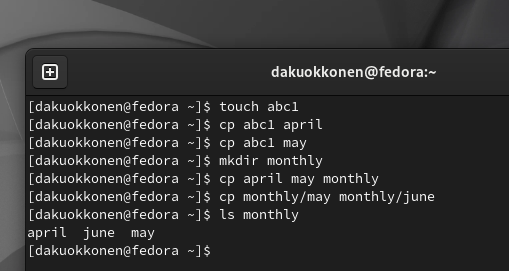 dakuokkonen@fedora:~
[dakuokkonen@fedora ~]$ touch abc1
[dakuokkonen@fedora ~]$ cp abc1 april
[dakuokkonen@fedora ~]$ cp abc1 may
[dakuokkonen@fedora ~]$ mkdir monthly
[dakuokkonen@fedora ~]$ cp april may monthly
[dakuokkonen@fedora ~]$ cp monthly/may monthly/june
[dakuokkonen@fedora ~]$ ls monthly
april  june  may
[dakuokkonen@fedora ~]$